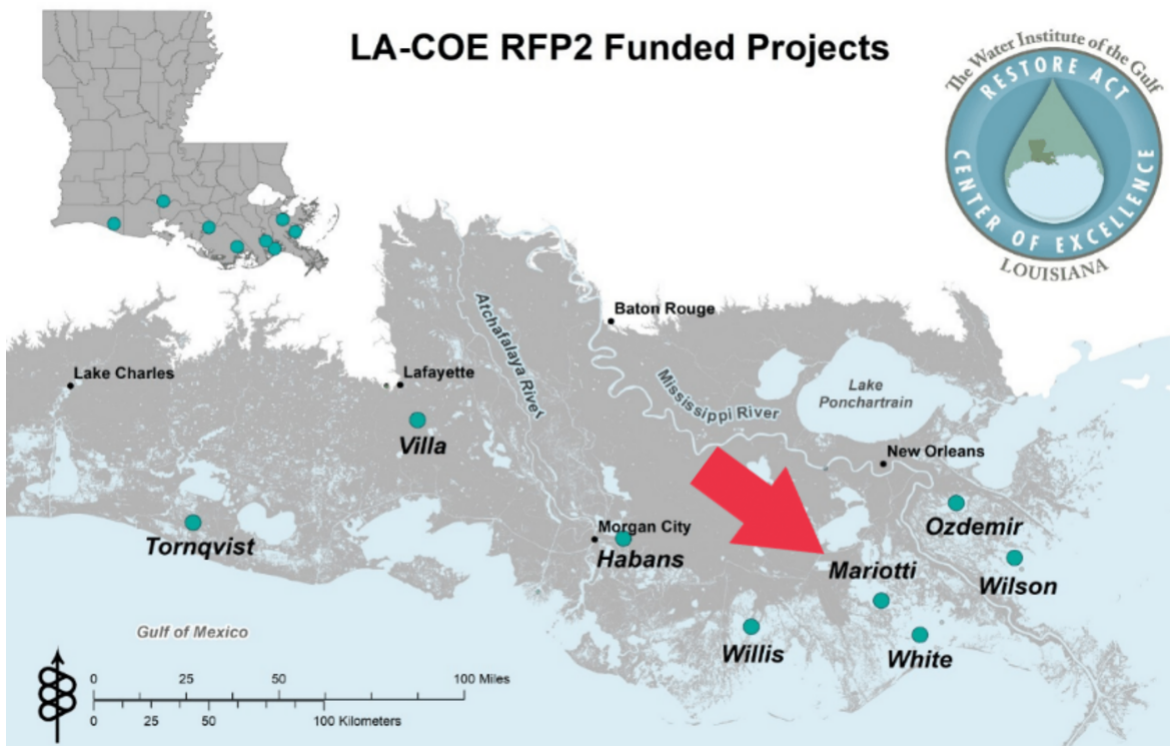 LA-COE RFP2 Funded Projects
The Water Institute of the Gulf
RESTORE ACT
CENTER OF EXCELLENCE
LOUISIANA
Baton Rouge
Atchafalaya River
Lake Charles
Lafayette
Mississippi River
Lake
Ponchartrain
Villa
New Orleans
Tornqvist
Morgan City
Habans
Ozdemir
Mariotti
Wilson
Gulf of Mexico
Willis
White
0 25 50 100 Miles
0 25 50 100 Kilometers